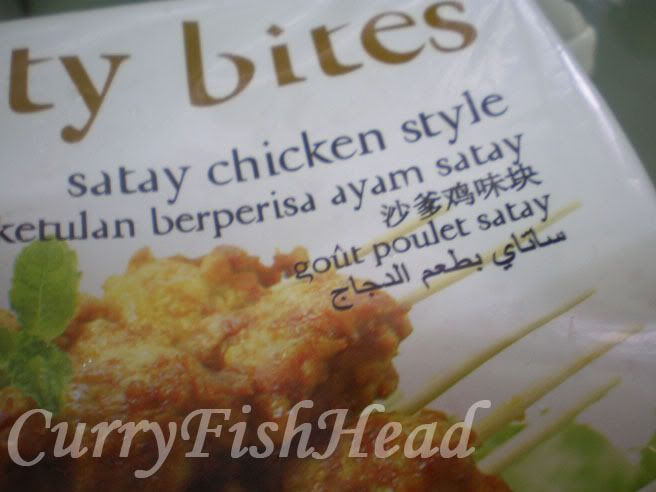 ty bites
satay chicken style
ketulan berperisa ayam satay
沙爹鸡味块
goût poulet satay
ساتاي بطعم الدجاج
CurryFishHead